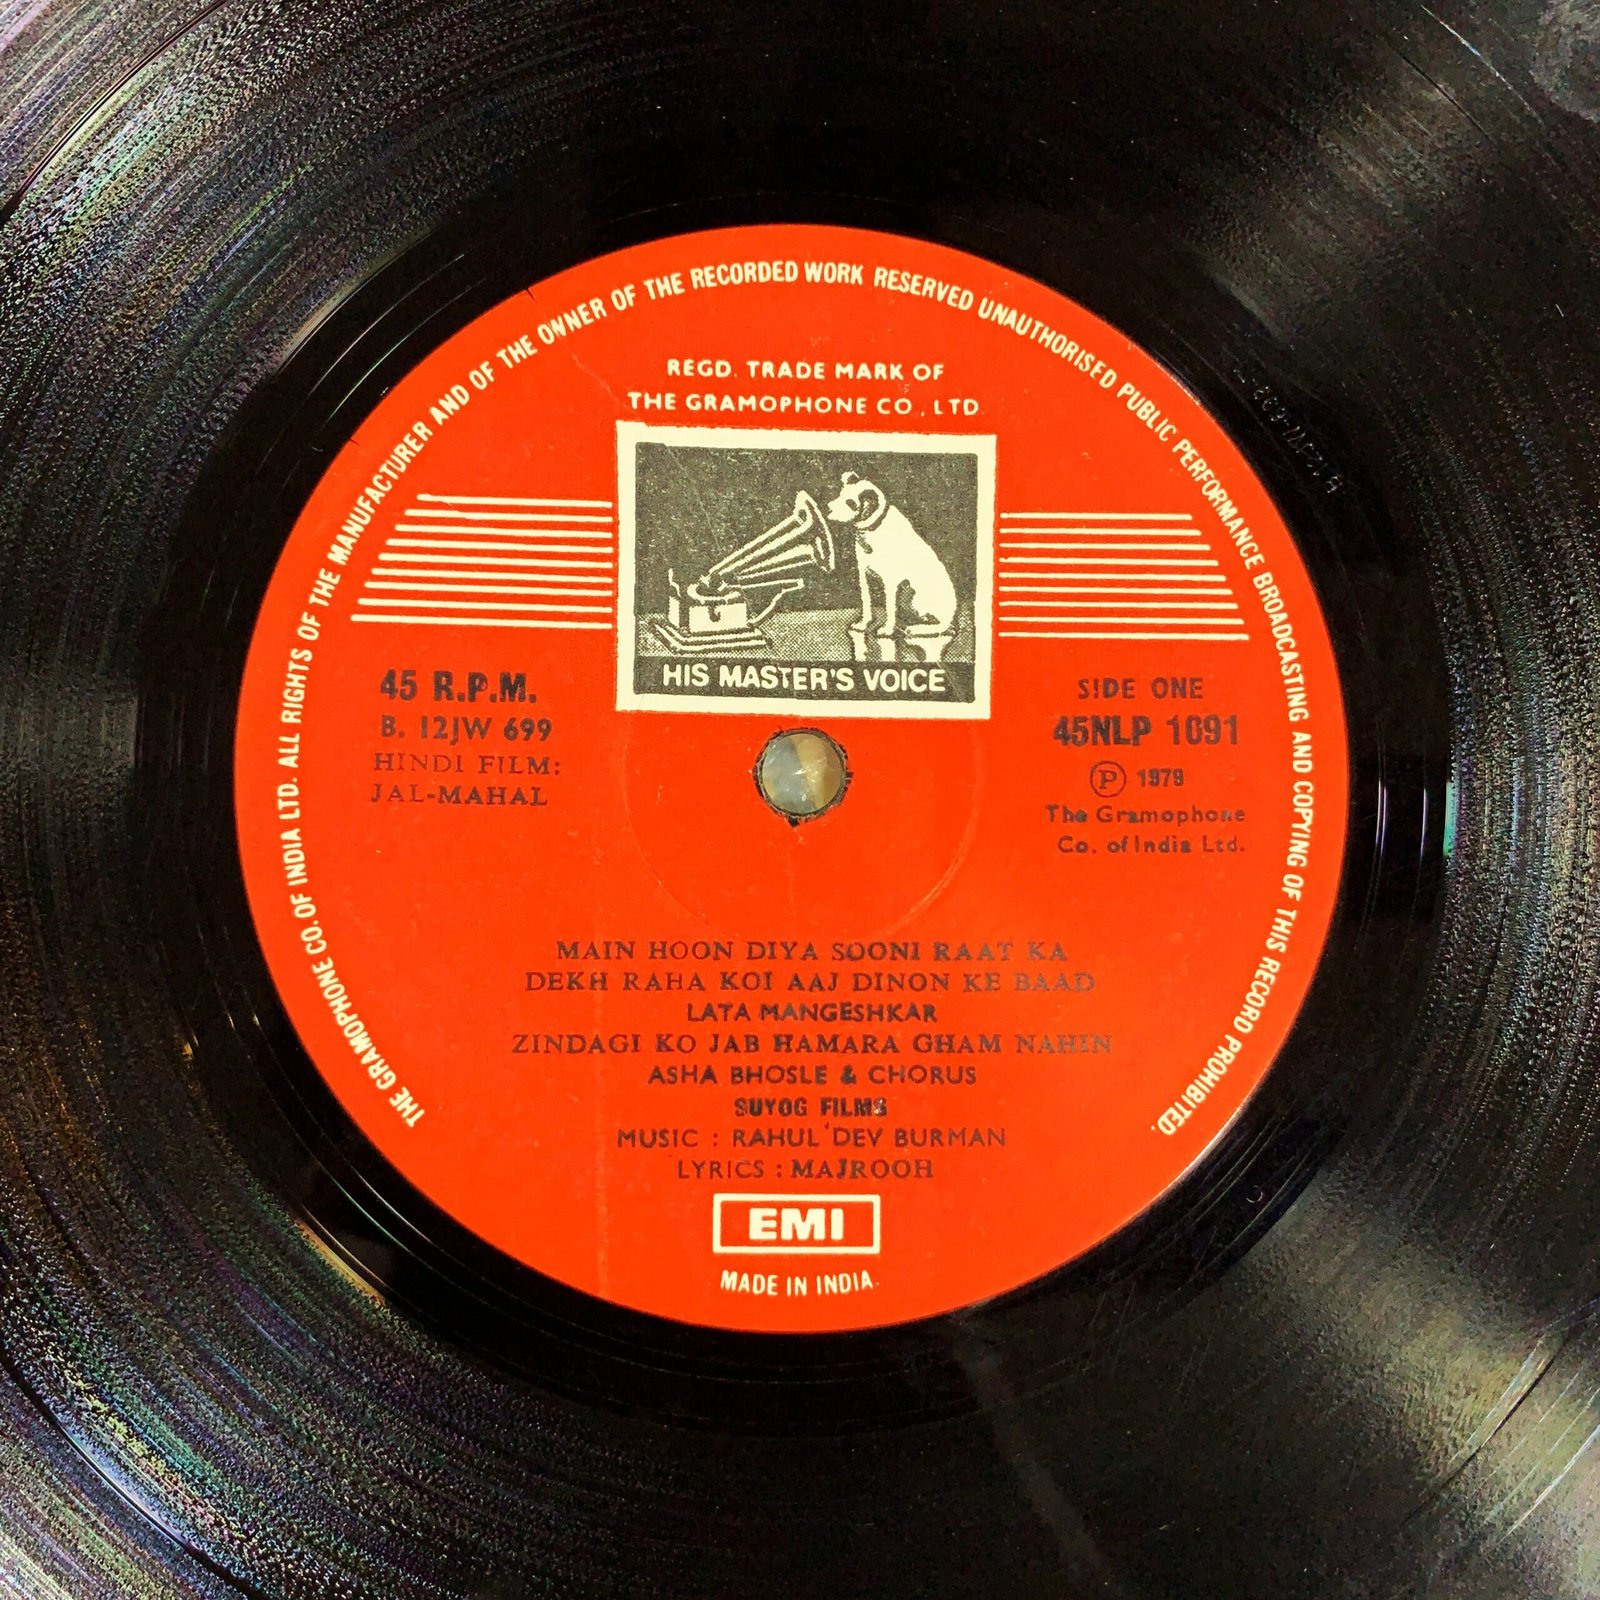 THE GRAMOPHONE CO. OF INDIA LTD. ALL RIGHTS OF THE MANUFACTURER AND OF THE OWNER OF THE RECORDED WORK RESERVED UNAUTHORISED PUBLIC PERFORMANCE BROADCASTING AND COPYING OF THIS RECORD PROHIBITED.
REGD. TRADE MARK OF
THE GRAMOPHONE CO., LTD.
HIS MASTER'S VOICE
45 R.P.M.
B. 12JW 699
HINDI FILM:
JAL-MAHAL
SIDE ONE
45NLP 1091
℗ 1979
The Gramophone
Co. of India Ltd.
MAIN HOON DIYA SOONI RAAT KA
DEKH RAHA KOI AAJ DINON KE BAAD
LATA MANGESHKAR
ZINDAGI KO JAB HAMARA GHAM NAHIN
ASHA BHOSLE & CHORUS
SUYOG FILMS
MUSIC : RAHUL DEV BURMAN
LYRICS : MAJROOH
EMI
MADE IN INDIA.